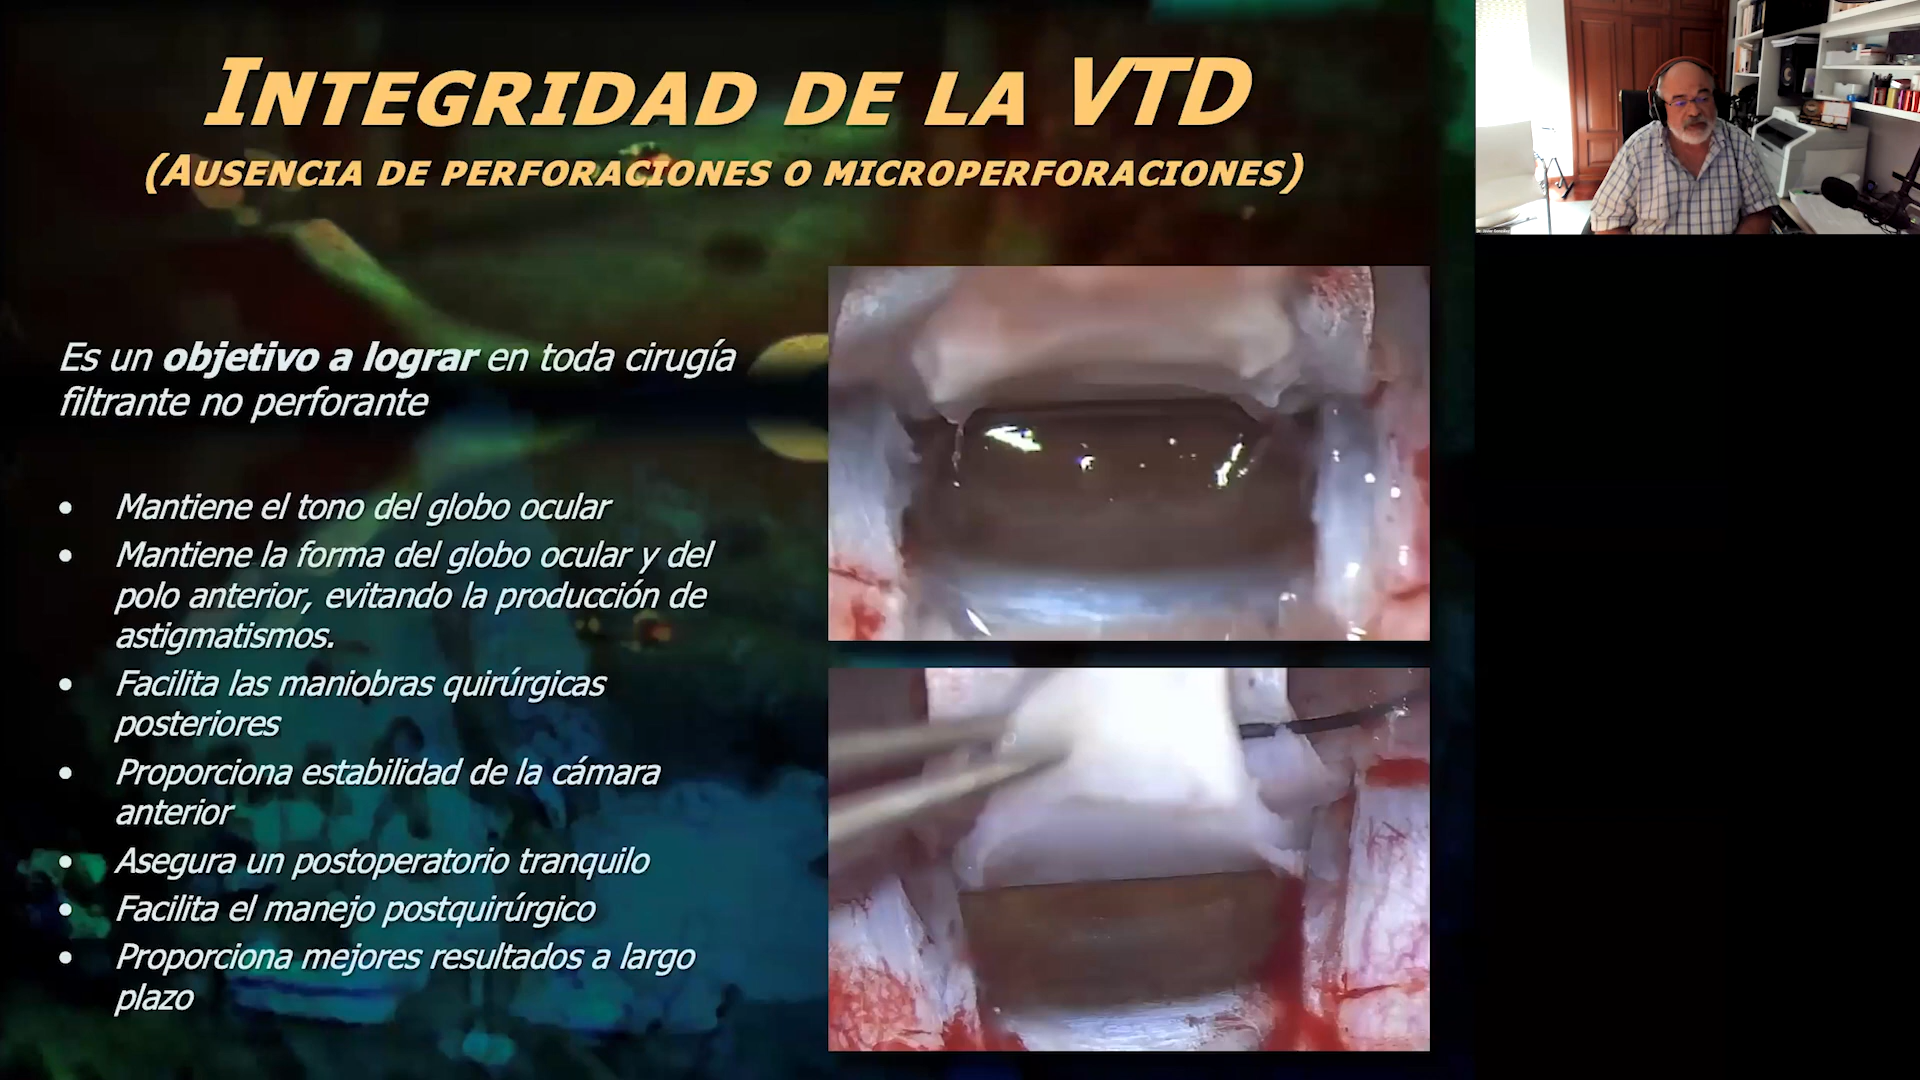 INTEGRIDAD DE LA VTD
(AUSENCIA DE PERFORACIONES O MICROPERFORACIONES)
Es un objetivo a lograr en toda cirugía
filtrante no perforante
• Mantiene el tono del globo ocular
• Mantiene la forma del globo ocular y del
polo anterior, evitando la producción de
astigmatismos.
• Facilita las maniobras quirúrgicas
posteriores
• Proporciona estabilidad de la cámara
anterior
• Asegura un postoperatorio tranquilo
• Facilita el manejo postquirúrgico
• Proporciona mejores resultados a largo
plazo